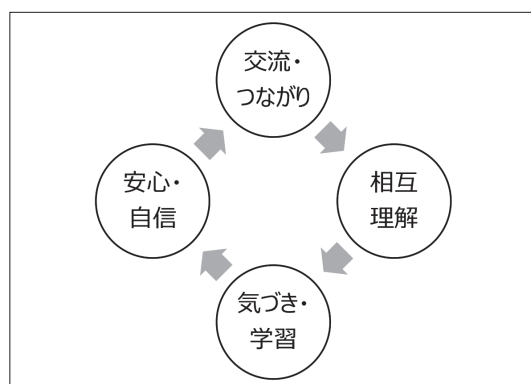 交流・
つながり
相互
理解
気づき・
学習
安心・
自信